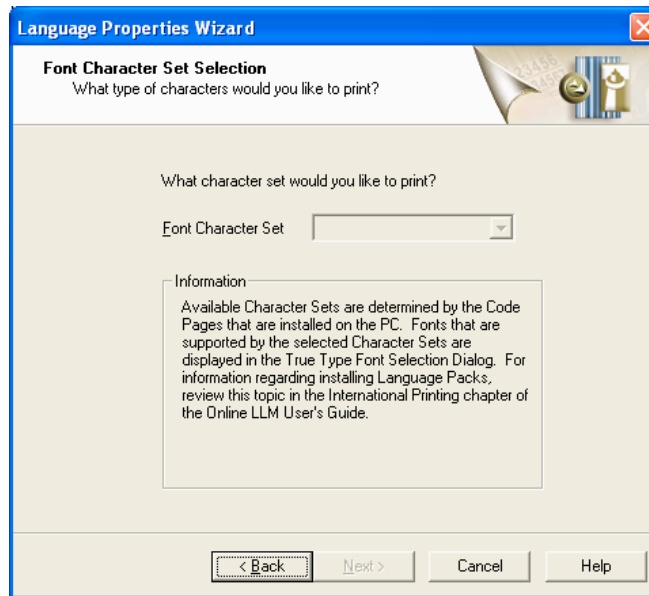 Language Properties Wizard
Font Character Set Selection
What type of characters would you like to print?
What character set would you like to print?
Font Character Set
Information
Available Character Sets are determined by the Code
Pages that are installed on the PC.  Fonts that are
supported by the selected Character Sets are
displayed in the True Type Font Selection Dialog.  For
information regarding installing Language Packs,
review this topic in the International Printing chapter of
the Online LLM User's Guide.
< Back
Next >
Cancel
Help